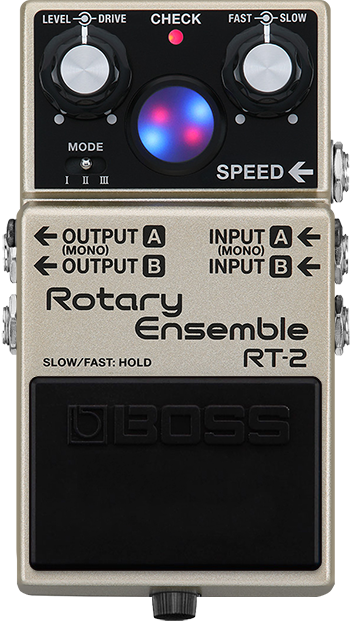 LEVEL DRIVE CHECK FAST SLOW
MODE
I II III
SPEED ←
← OUTPUT A
(MONO)
← OUTPUT B
INPUT A ←
(MONO)
INPUT B ←
Rotary
Ensemble
SLOW/FAST: HOLD
RT-2
BOSS